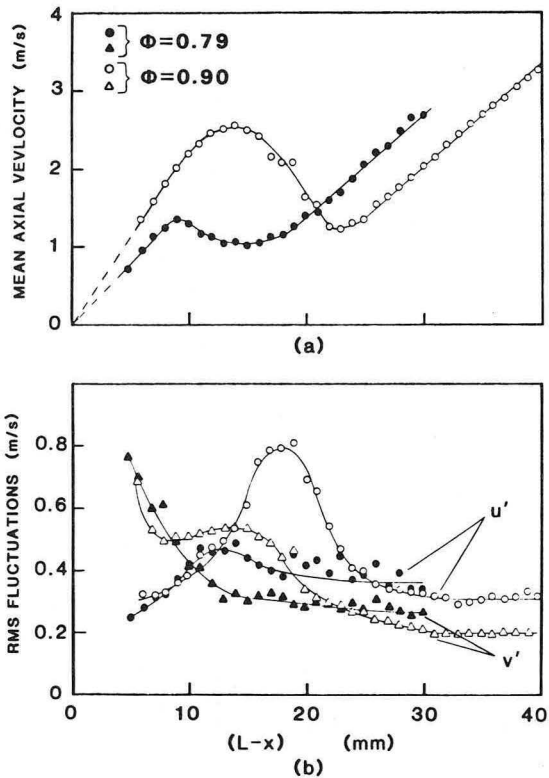 MEAN AXIAL VEVLOCITY (m/s)
4
3
2
1
0
Φ=0.79
Φ=0.90
(a)
RMS FLUCTUATIONS (m/s)
0.8
0.6
0.4
0.2
u'
v'
0
10
20
30
40
(L-x) (mm)
(b)